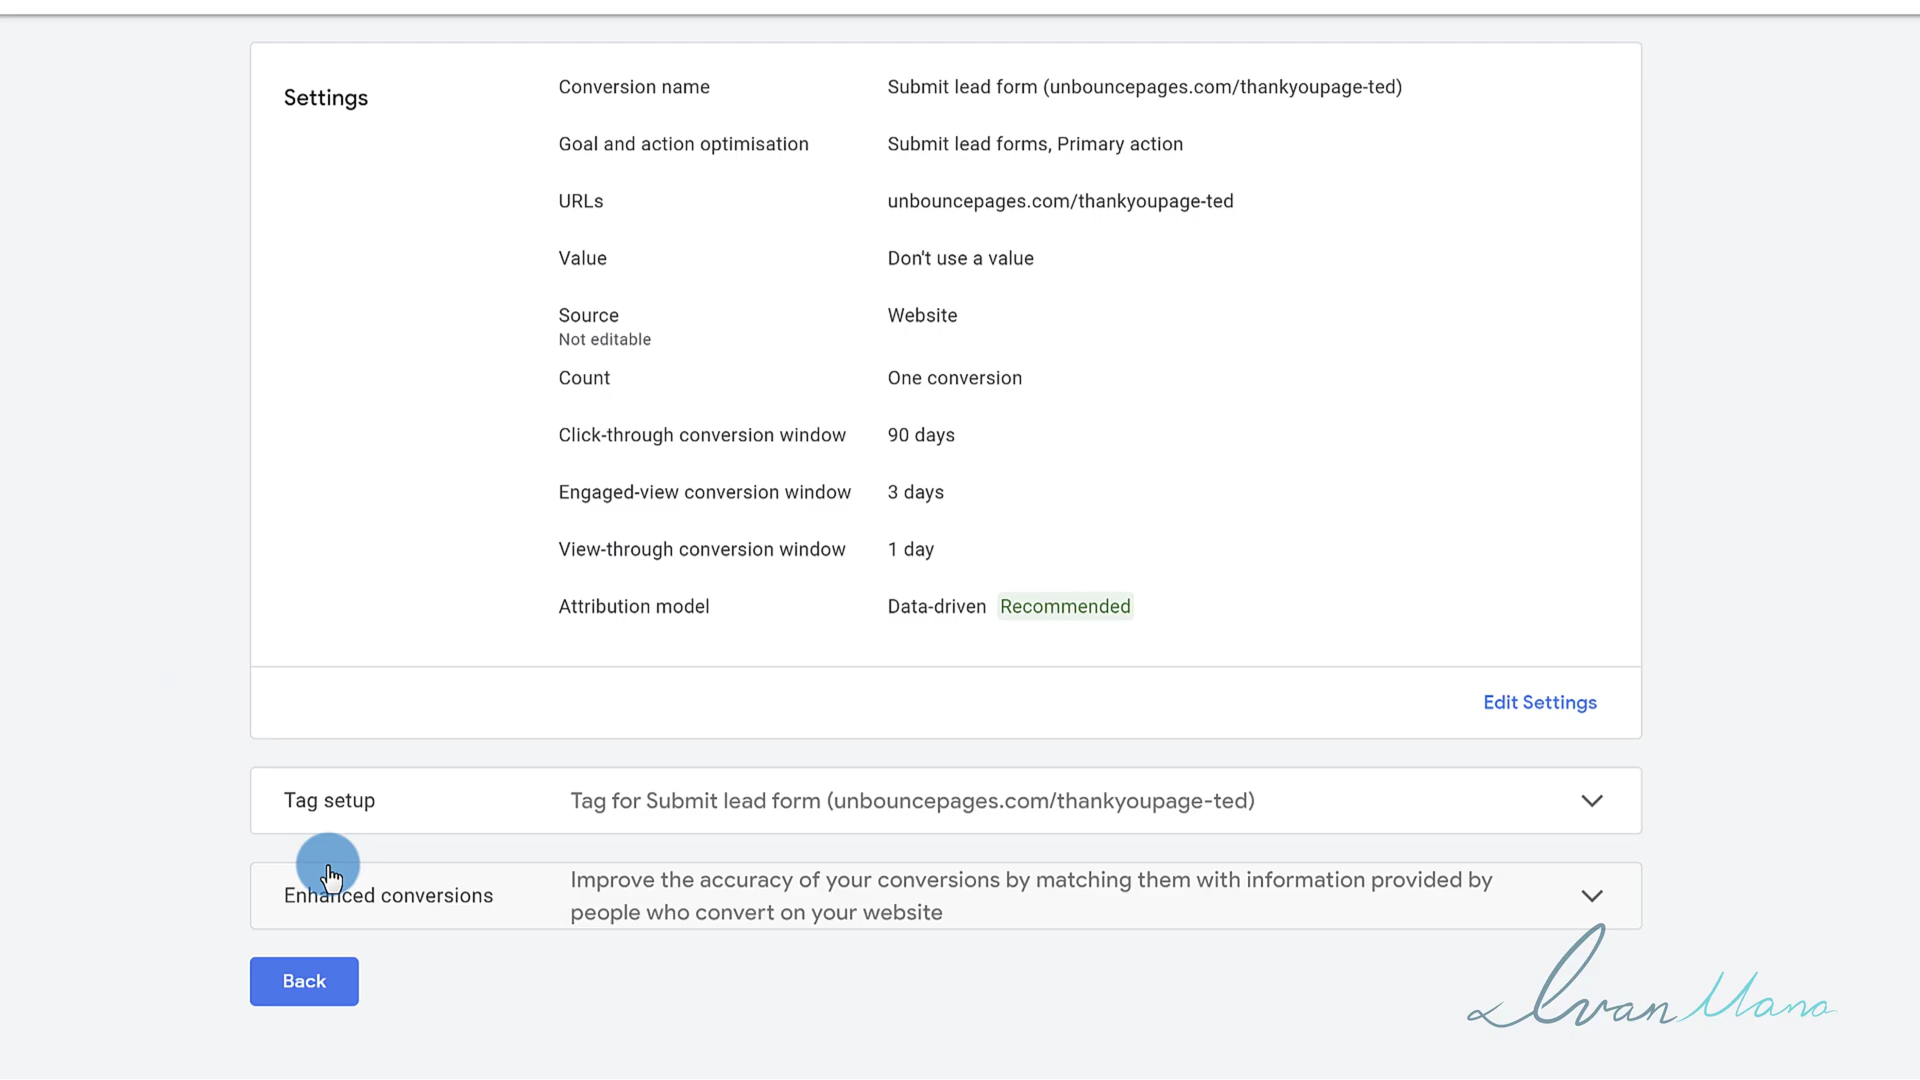 Settings
Conversion name Submit lead form (unbouncepages.com/thankyoupage-ted)
Goal and action optimisation Submit lead forms, Primary action
URLs unbouncepages.com/thankyoupage-ted
Value Don't use a value
Source Website
Not editable
Count One conversion
Click-through conversion window 90 days
Engaged-view conversion window 3 days
View-through conversion window 1 day
Attribution model Data-driven Recommended
Edit Settings
Tag setup Tag for Submit lead form (unbouncepages.com/thankyoupage-ted)
Enhanced conversions Improve the accuracy of your conversions by matching them with information provided by
people who convert on your website
Back
Ivan Mana